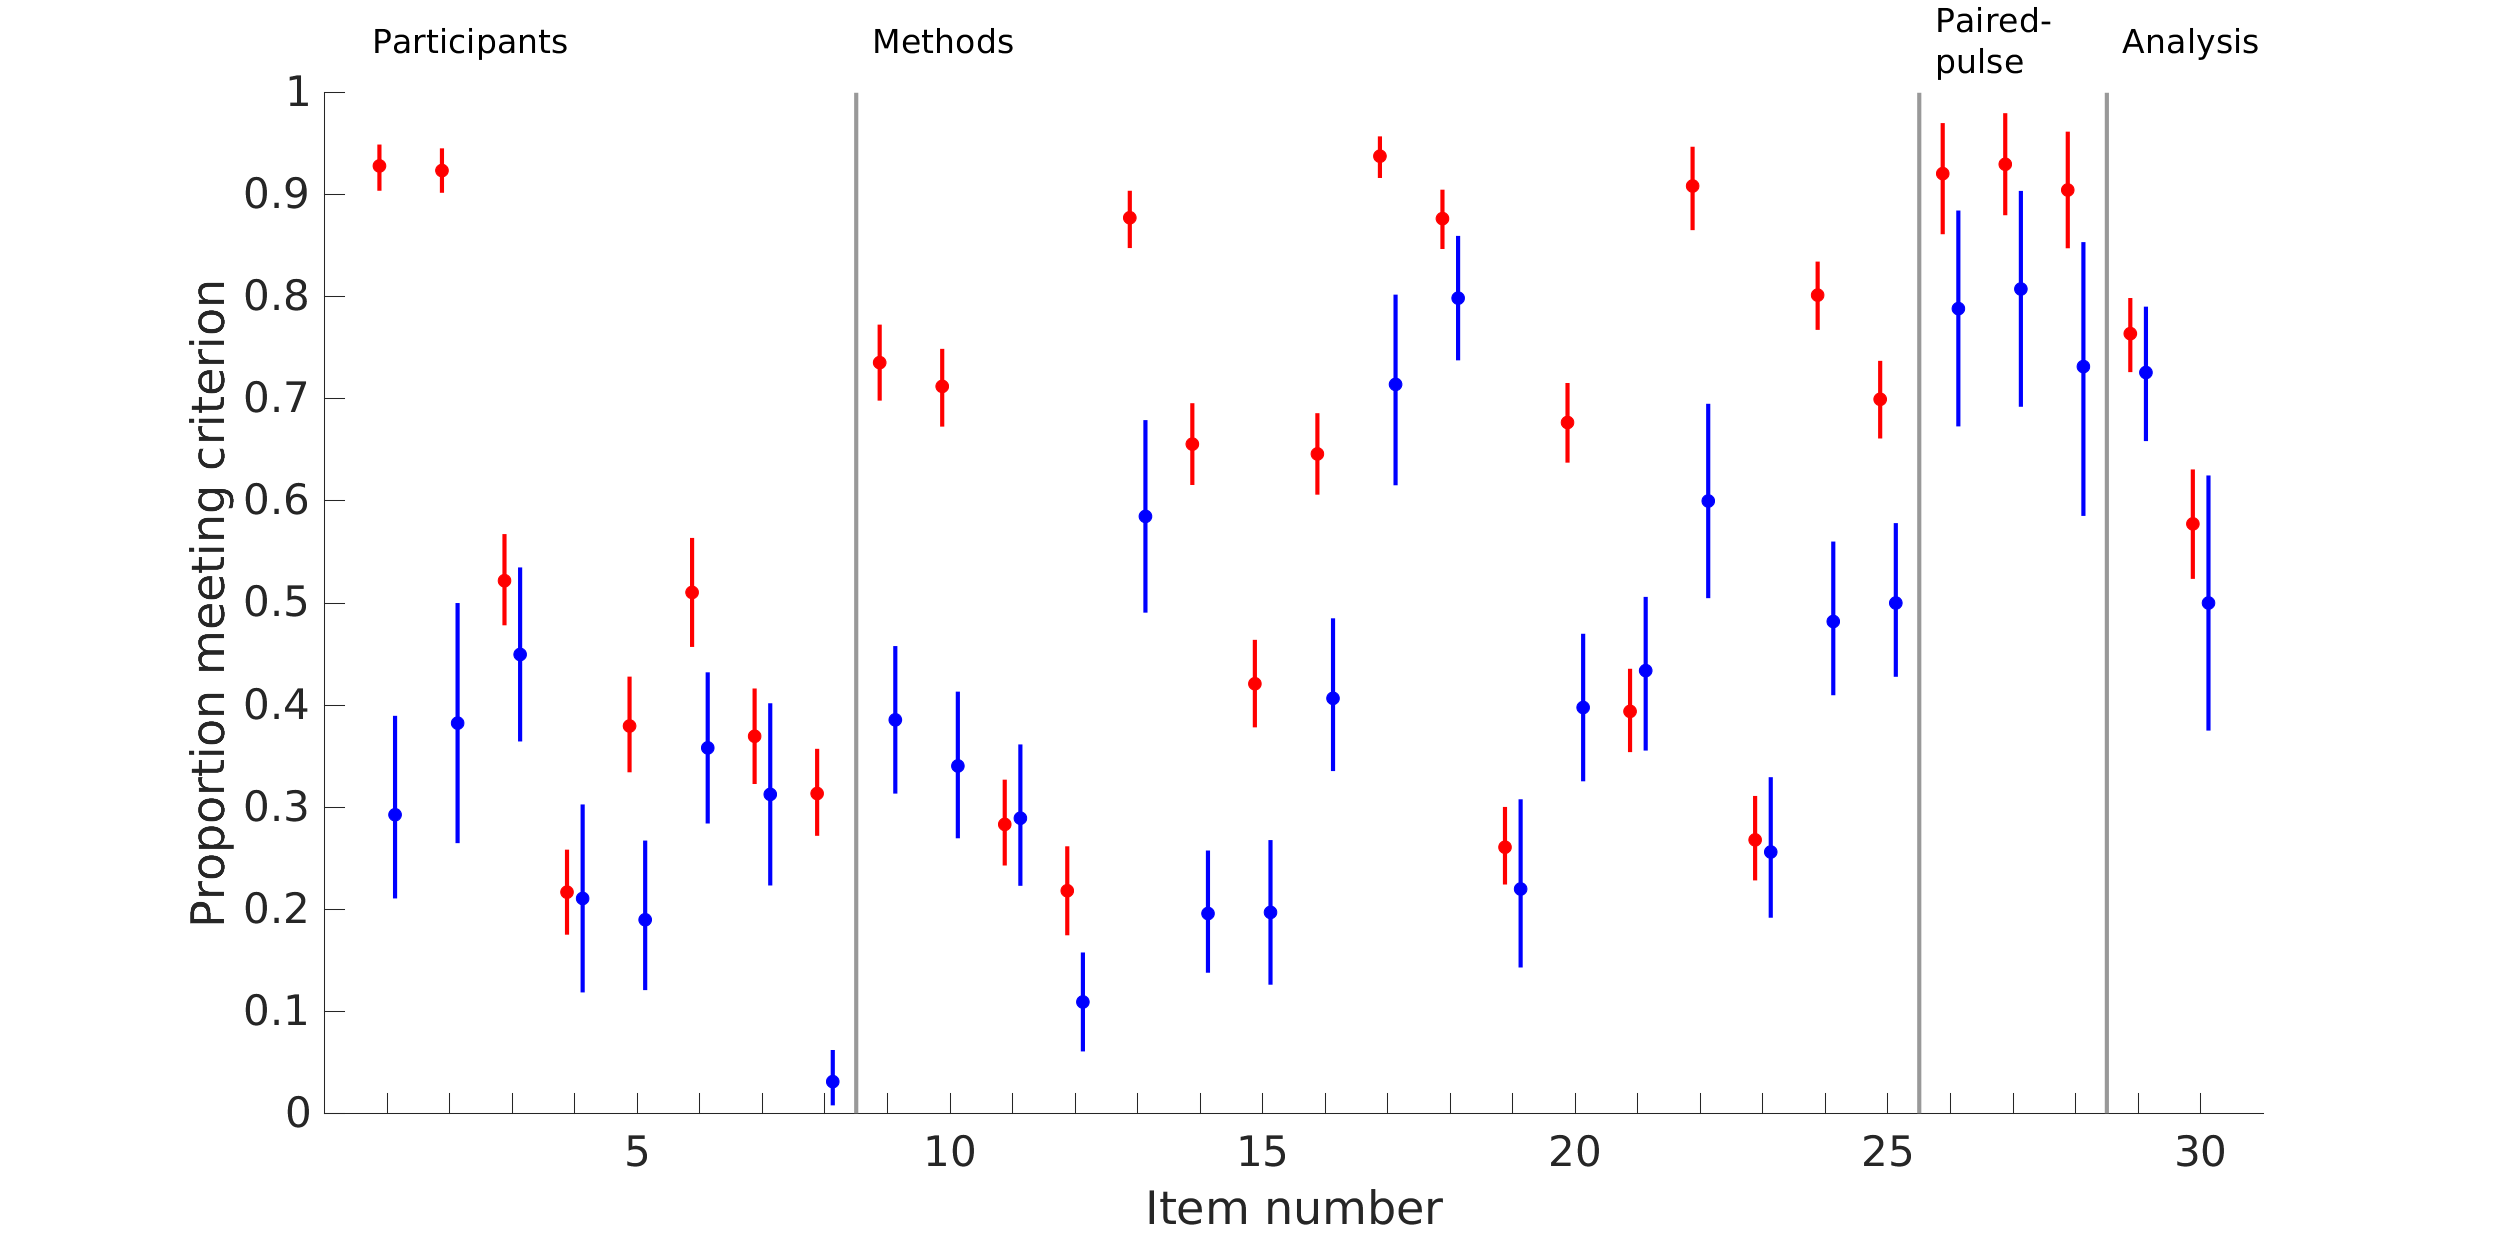 Participants
Methods
Paired-
pulse
Analysis
1
0.9
0.8
0.7
0.6
0.5
0.4
0.3
0.2
0.1
0
Proportion meeting criterion
5
10
15
20
25
30
Item number